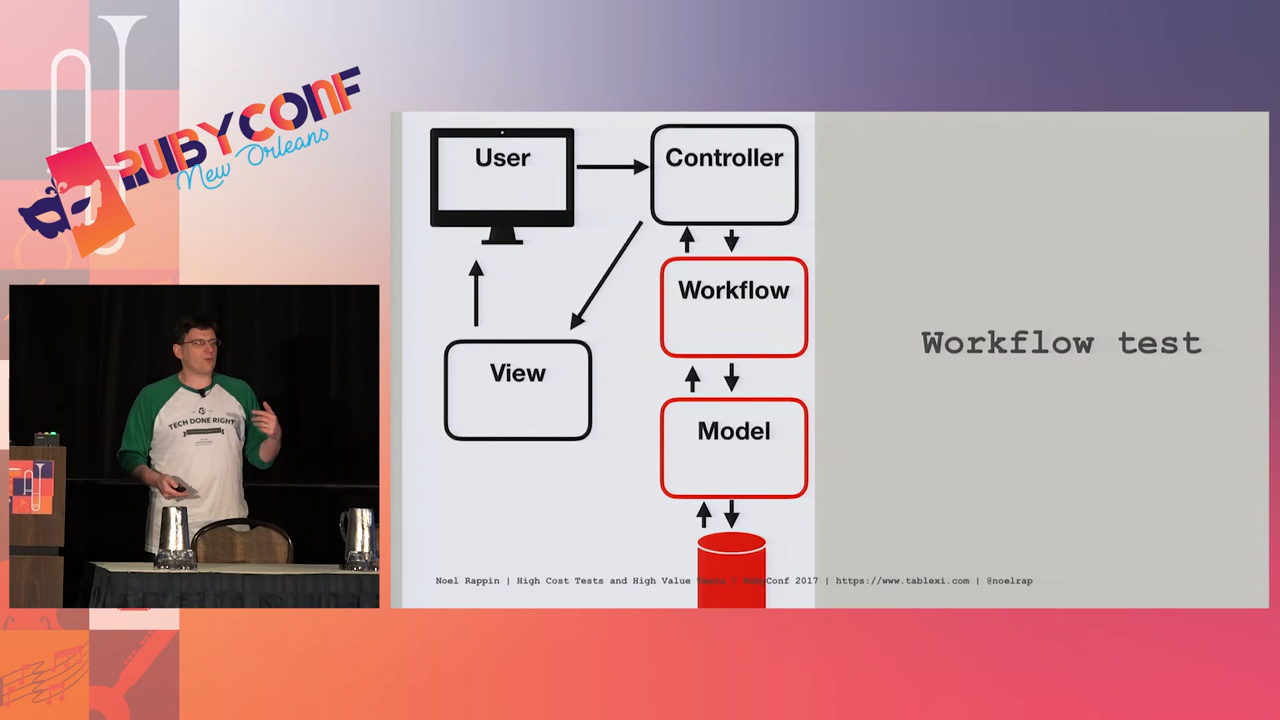 RUBYCONF
New Orleans
TECH DONE RIGHT
User
Controller
Workflow
View
Model
Workflow test
Noel Rappin | High Cost Tests and High Value Tests | RubyConf 2017 | https://www.tablexi.com | @noelrap